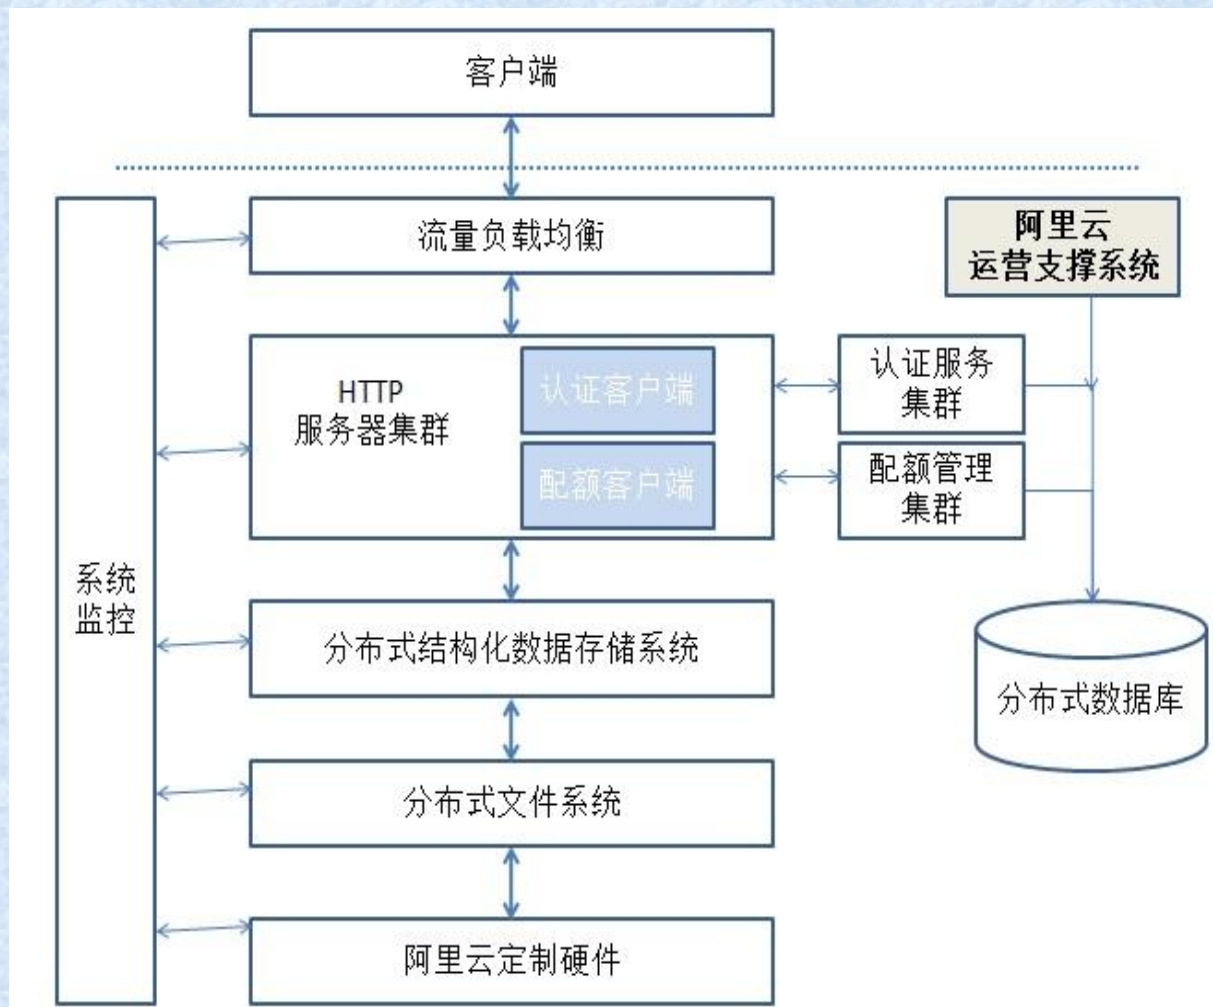 客户端
流量负载均衡
阿里云
运营支撑系统
HTTP
服务器集群
认证客户端
配额客户端
认证服务
集群
配额管理
集群
系统
监控
分布式结构化数据存储系统
分布式数据库
分布式文件系统
阿里云定制硬件